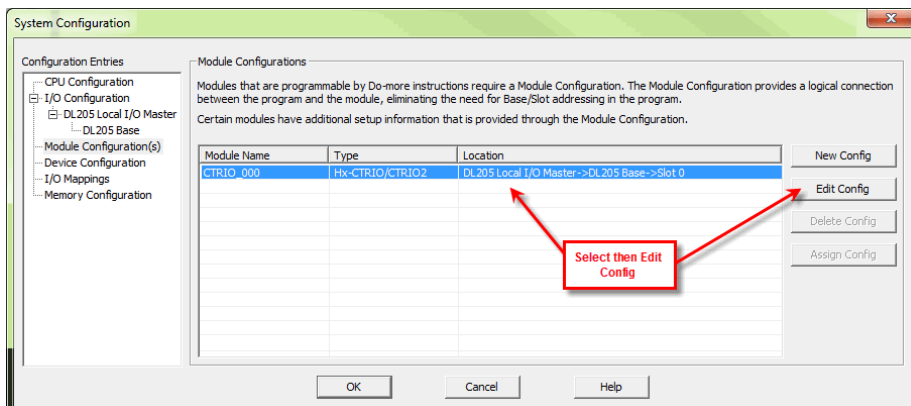 System Configuration
Configuration Entries
CPU Configuration
I/O Configuration
DL205 Local I/O Master
DL205 Base
Module Configuration(s)
Device Configuration
I/O Mappings
Memory Configuration
Module Configurations
Modules that are programmable by Do-more instructions require a Module Configuration. The Module Configuration provides a logical connection
between the program and the module, eliminating the need for Base/Slot addressing in the program.
Certain modules have additional setup information that is provided through the Module Configuration.
Module Name Type Location
CTRIO_000 Hx-CTRIO/CTRIO2 DL205 Local I/O Master->DL205 Base->Slot 0
New Config
Edit Config
Delete Config
Assign Config
Select then Edit
Config
OK Cancel Help